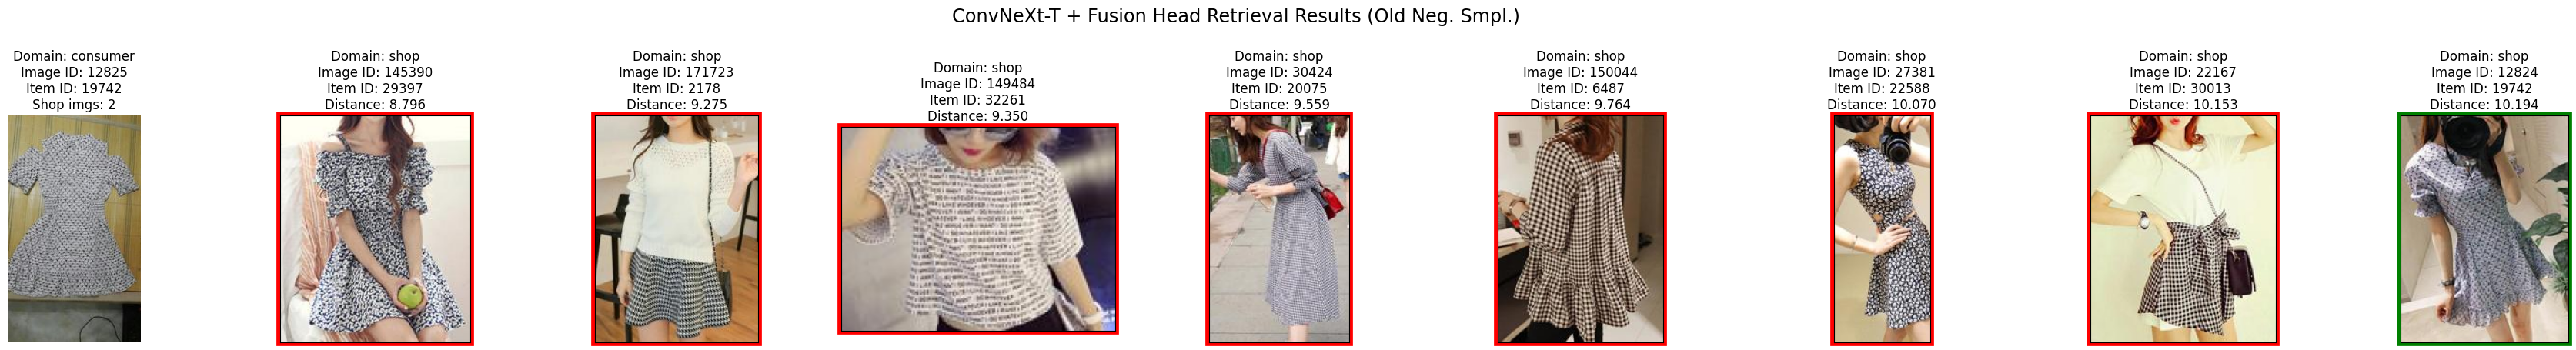 ConvNeXt-T + Fusion Head Retrieval Results (Old Neg. Smpl.)
Domain: consumer
Image ID: 12825
Item ID: 19742
Shop imgs: 2
Domain: shop
Image ID: 145390
Item ID: 29397
Distance: 8.796
Domain: shop
Image ID: 171723
Item ID: 2178
Distance: 9.275
Domain: shop
Image ID: 149484
Item ID: 32261
Distance: 9.350
Domain: shop
Image ID: 30424
Item ID: 20075
Distance: 9.559
Domain: shop
Image ID: 150044
Item ID: 6487
Distance: 9.764
Domain: shop
Image ID: 27381
Item ID: 22588
Distance: 10.070
Domain: shop
Image ID: 22167
Item ID: 30013
Distance: 10.153
Domain: shop
Image ID: 12824
Item ID: 19742
Distance: 10.194